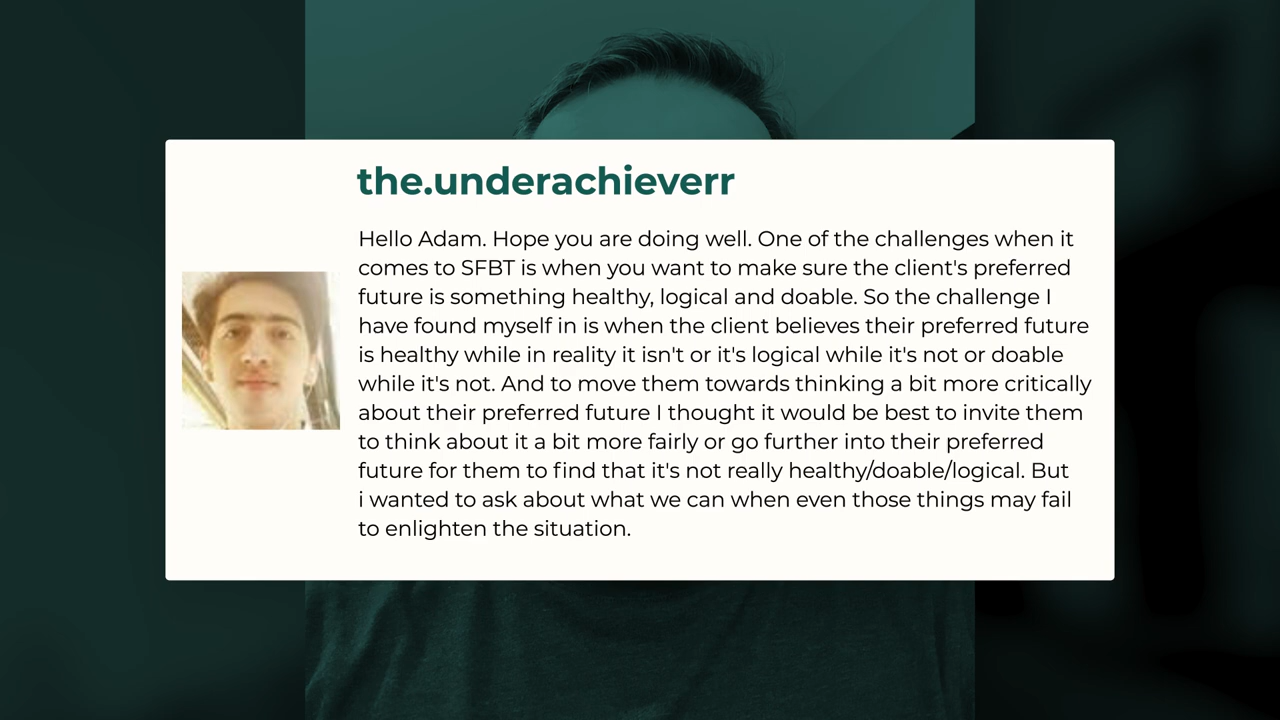 the.underachieverr
Hello Adam. Hope you are doing well. One of the challenges when it
comes to SFBT is when you want to make sure the client's preferred
future is something healthy, logical and doable. So the challenge I
have found myself in is when the client believes their preferred future
is healthy while in reality it isn't or it's logical while it's not or doable
while it's not. And to move them towards thinking a bit more critically
about their preferred future I thought it would be best to invite them
to think about it a bit more fairly or go further into their preferred
future for them to find that it's not really healthy/doable/logical. But
i wanted to ask about what we can when even those things may fail
to enlighten the situation.